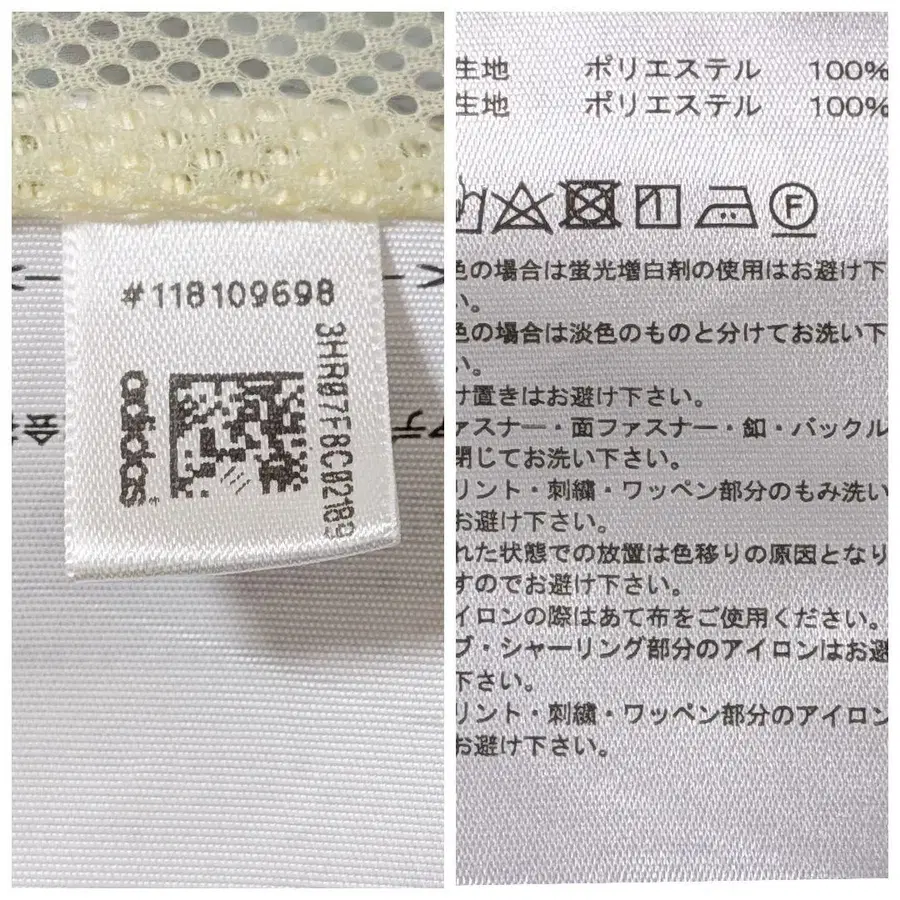 #118109698
adidas
3HR07F8C02189
生地 ポリエステル 100%
生地 ポリエステル 100%
F
色の場合は蛍光増白剤の使用はお避け下
い。
色の場合は淡色のものと分けてお洗い下
い。
け置きはお避け下さい。
ァスナー・面ファスナー・釦・バックル
閉じてお洗い下さい。
リント・刺繍・ワッペン部分のもみ洗い
お避け下さい。
れた状態での放置は色移りの原因となり
すのでお避け下さい。
イロンの際はあて布をご使用ください。
ブ・シャーリング部分のアイロンはお避
下さい。
リント・刺繍・ワッペン部分のアイロン
お避け下さい。